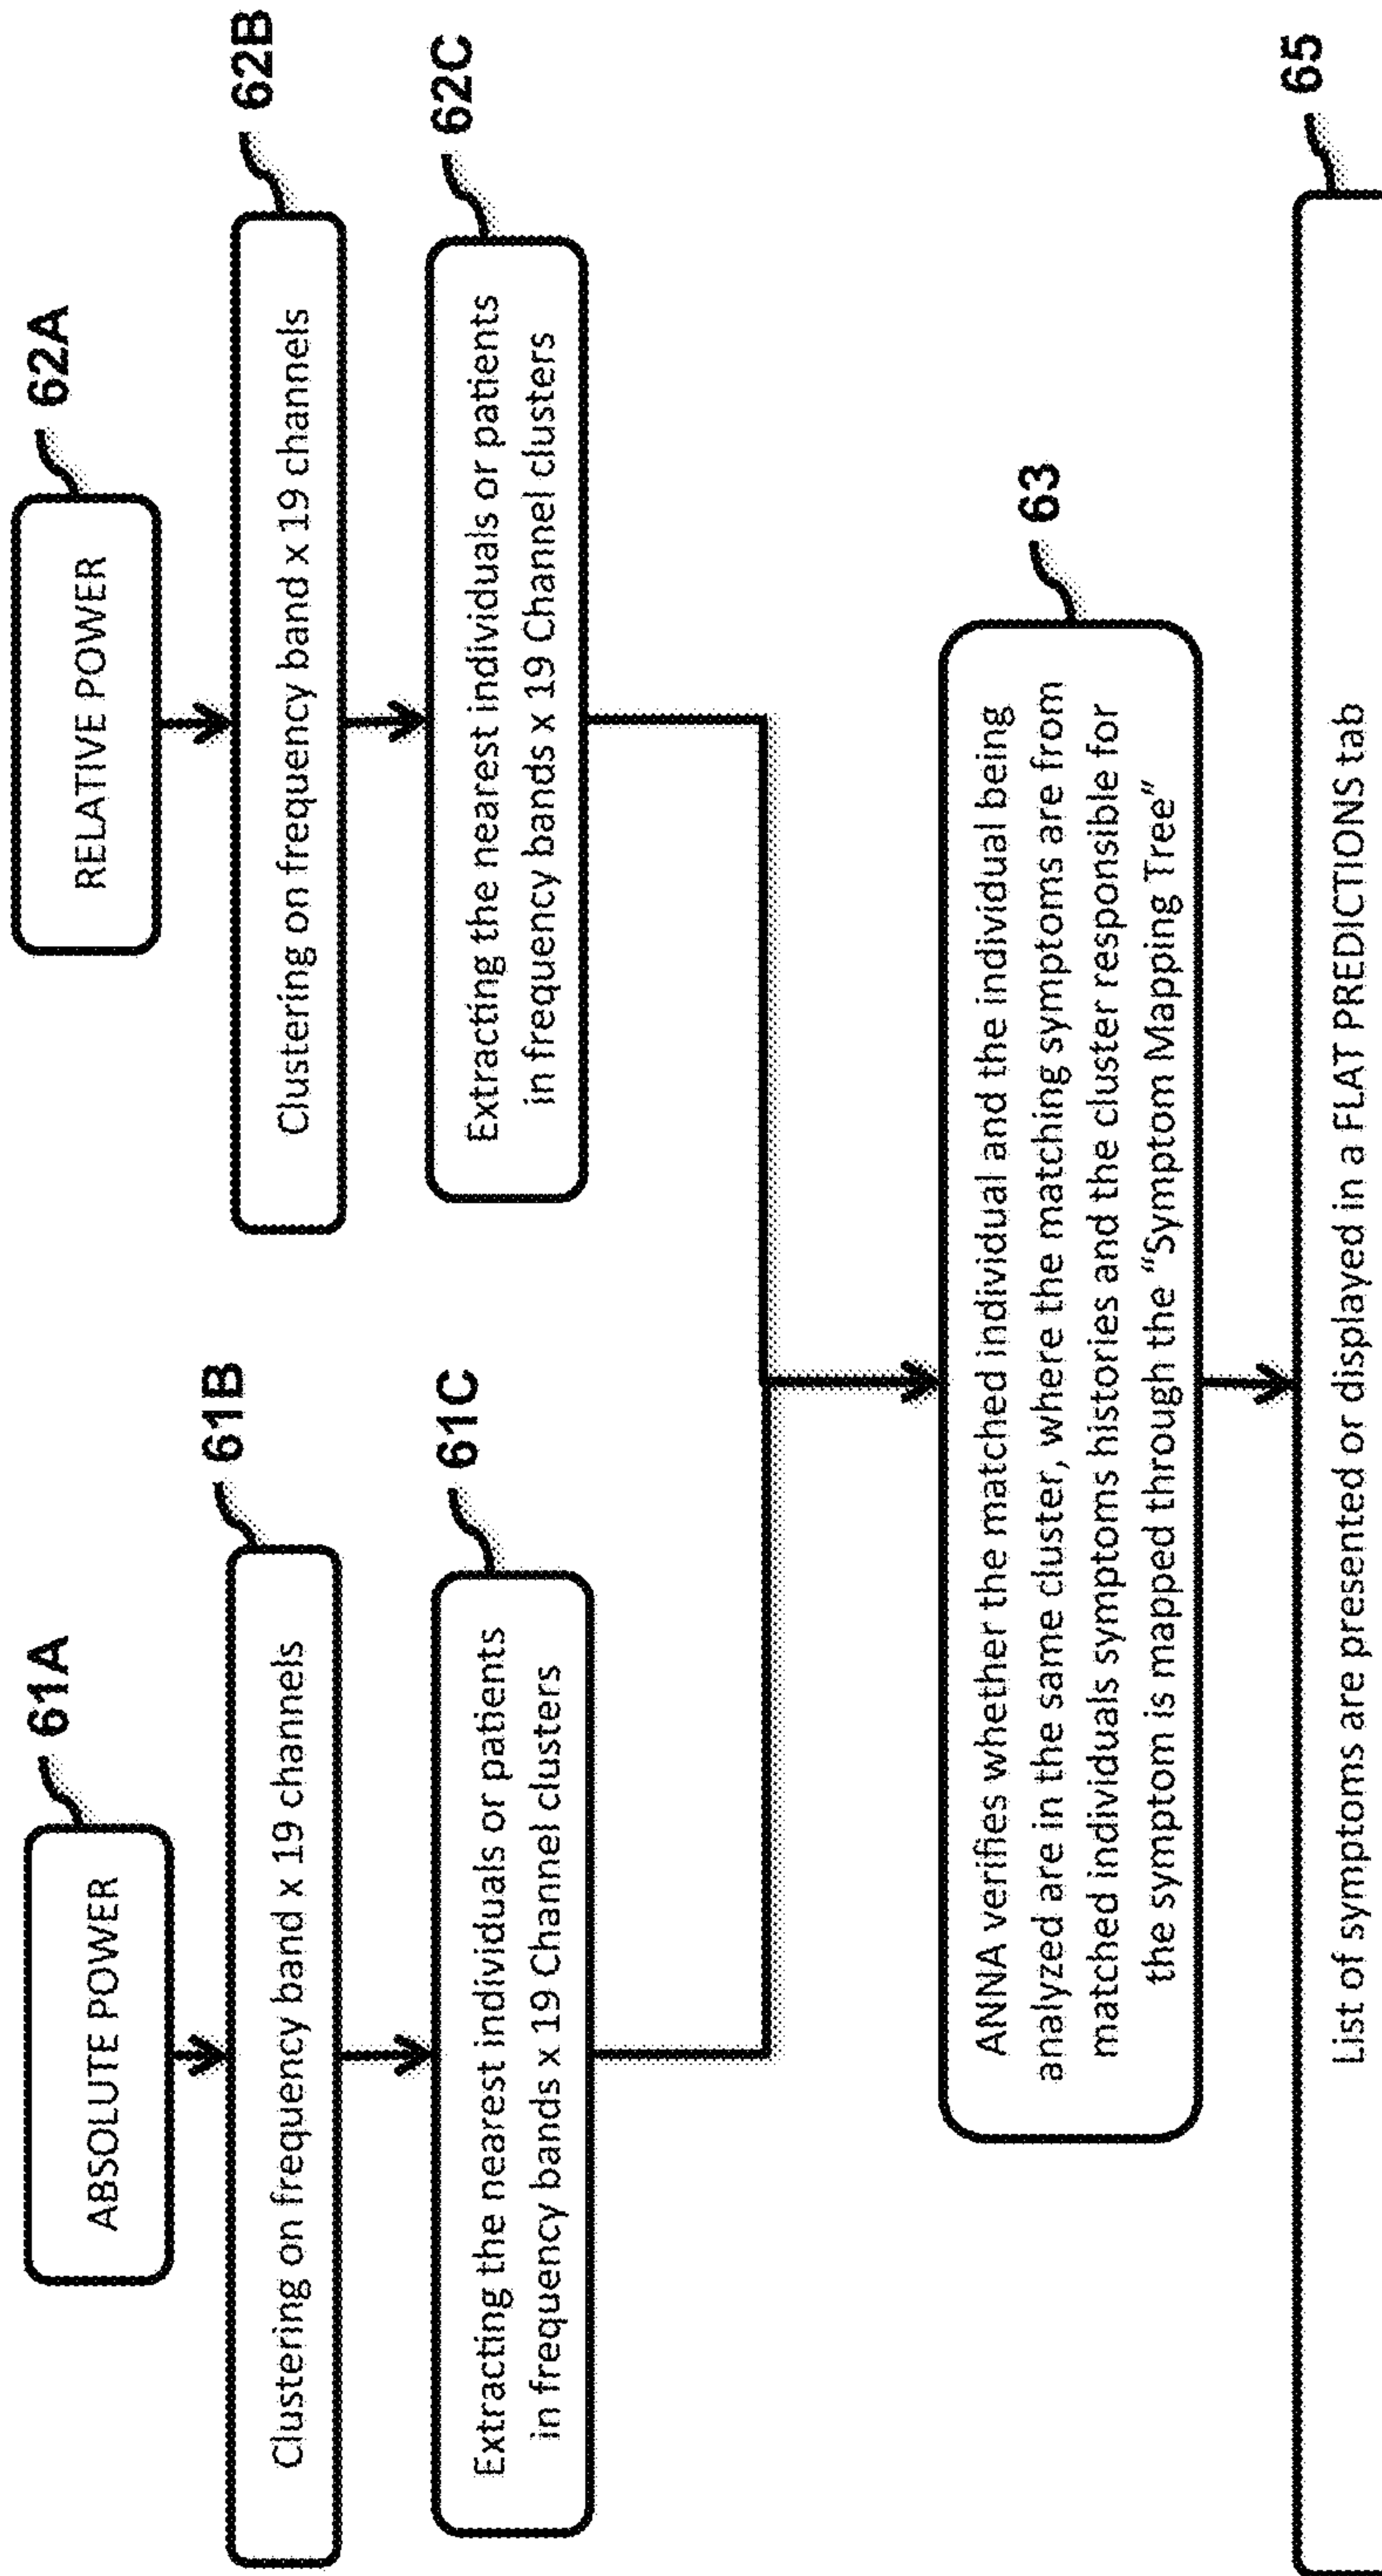 61A
ABSOLUTE POWER
61B
Clustering on frequency band x 19 channels
61C
Extracting the nearest individuals or patients
in frequency bands x 19 Channel clusters
62A
RELATIVE POWER
62B
Clustering on frequency band x 19 channels
62C
Extracting the nearest individuals or patients
in frequency bands x 19 Channel clusters
63
ANNA verifies whether the matched individual and the individual being
analyzed are in the same cluster, where the matching symptoms are from
matched individuals symptoms histories and the cluster responsible for
the symptom is mapped through the “Symptom Mapping Tree”
65
List of symptoms are presented or displayed in a FLAT PREDICTIONS tab